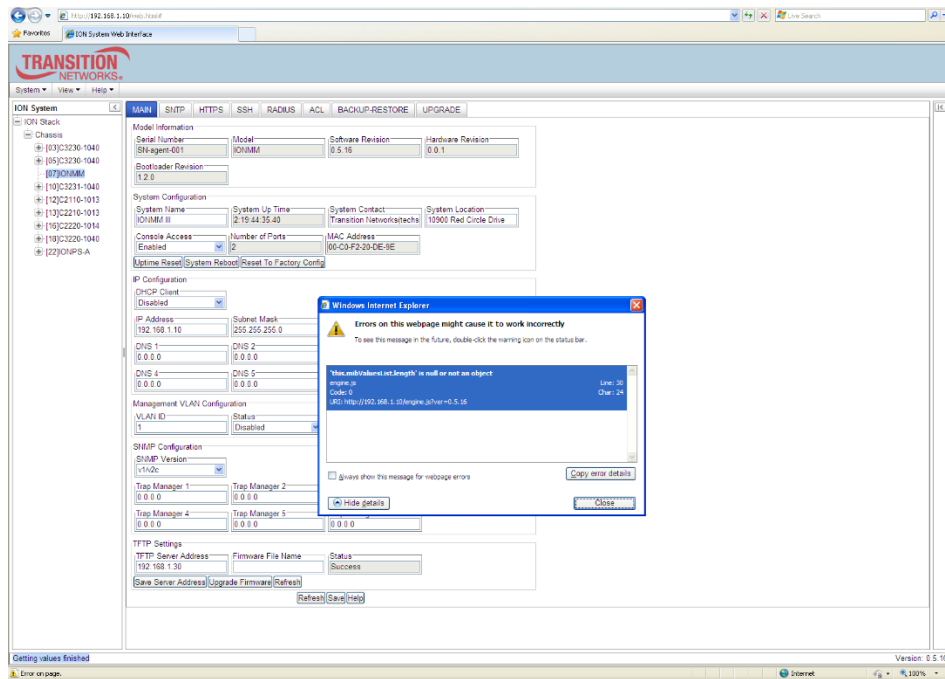 http://192.168.1.10/web.html#
Live Search
Favorites
ION System Web Interface
TRANSITION
NETWORKS®
System View Help
ION System
ION Stack
Chassis
[03]C3230-1040
[05]C3230-1040
[07]IONMM
[10]C3231-1040
[12]C2110-1013
[13]C2210-1013
[16]C2220-1014
[18]C3220-1040
[22]IONPS-A
MAIN SNTP HTTPS SSH RADIUS ACL BACKUP-RESTORE UPGRADE
Model Information
Serial Number Model Software Revision Hardware Revision
SN-agent-001 IONMM 0.5.16 0.0.1
Bootloader Revision
1.2.0
System Configuration
System Name System Up Time System Contact System Location
IONMM III 2:19:44:35.40 Transition Networks(techs 10900 Red Circle Drive
Console Access Number of Ports MAC Address
Enabled 2 00-C0-F2-20-DE-9E
Uptime Reset System Reboot Reset To Factory Config
IP Configuration
DHCP Client
Disabled
IP Address Subnet Mask
192.168.1.10 255.255.255.0
DNS 1 DNS 2
0.0.0.0 0.0.0.0
DNS 4 DNS 5
0.0.0.0 0.0.0.0
Management VLAN Configuration
VLAN ID Status
1 Disabled
SNMP Configuration
SNMP Version
v1/v2c
Trap Manager 1 Trap Manager 2
0.0.0.0 0.0.0.0
Trap Manager 4 Trap Manager 5
0.0.0.0 0.0.0.0 0.0.0.0
TFTP Settings
TFTP Server Address Firmware File Name Status
192.168.1.30 Success
Save Server Address Upgrade Firmware Refresh
Refresh Save Help
Windows Internet Explorer
Errors on this webpage might cause it to work incorrectly
To see this message in the future, double-click the warning icon on the status bar.
'this.mibValuesList.length' is null or not an object
engine.js Line: 30
Code: 0 Char: 24
URI: http://192.168.1.10/engine.js?ver=0.5.16
Always show this message for webpage errors
Copy error details
Hide details Close
Getting values finished
Version: 0.5.16
Error on page.
Internet
100%